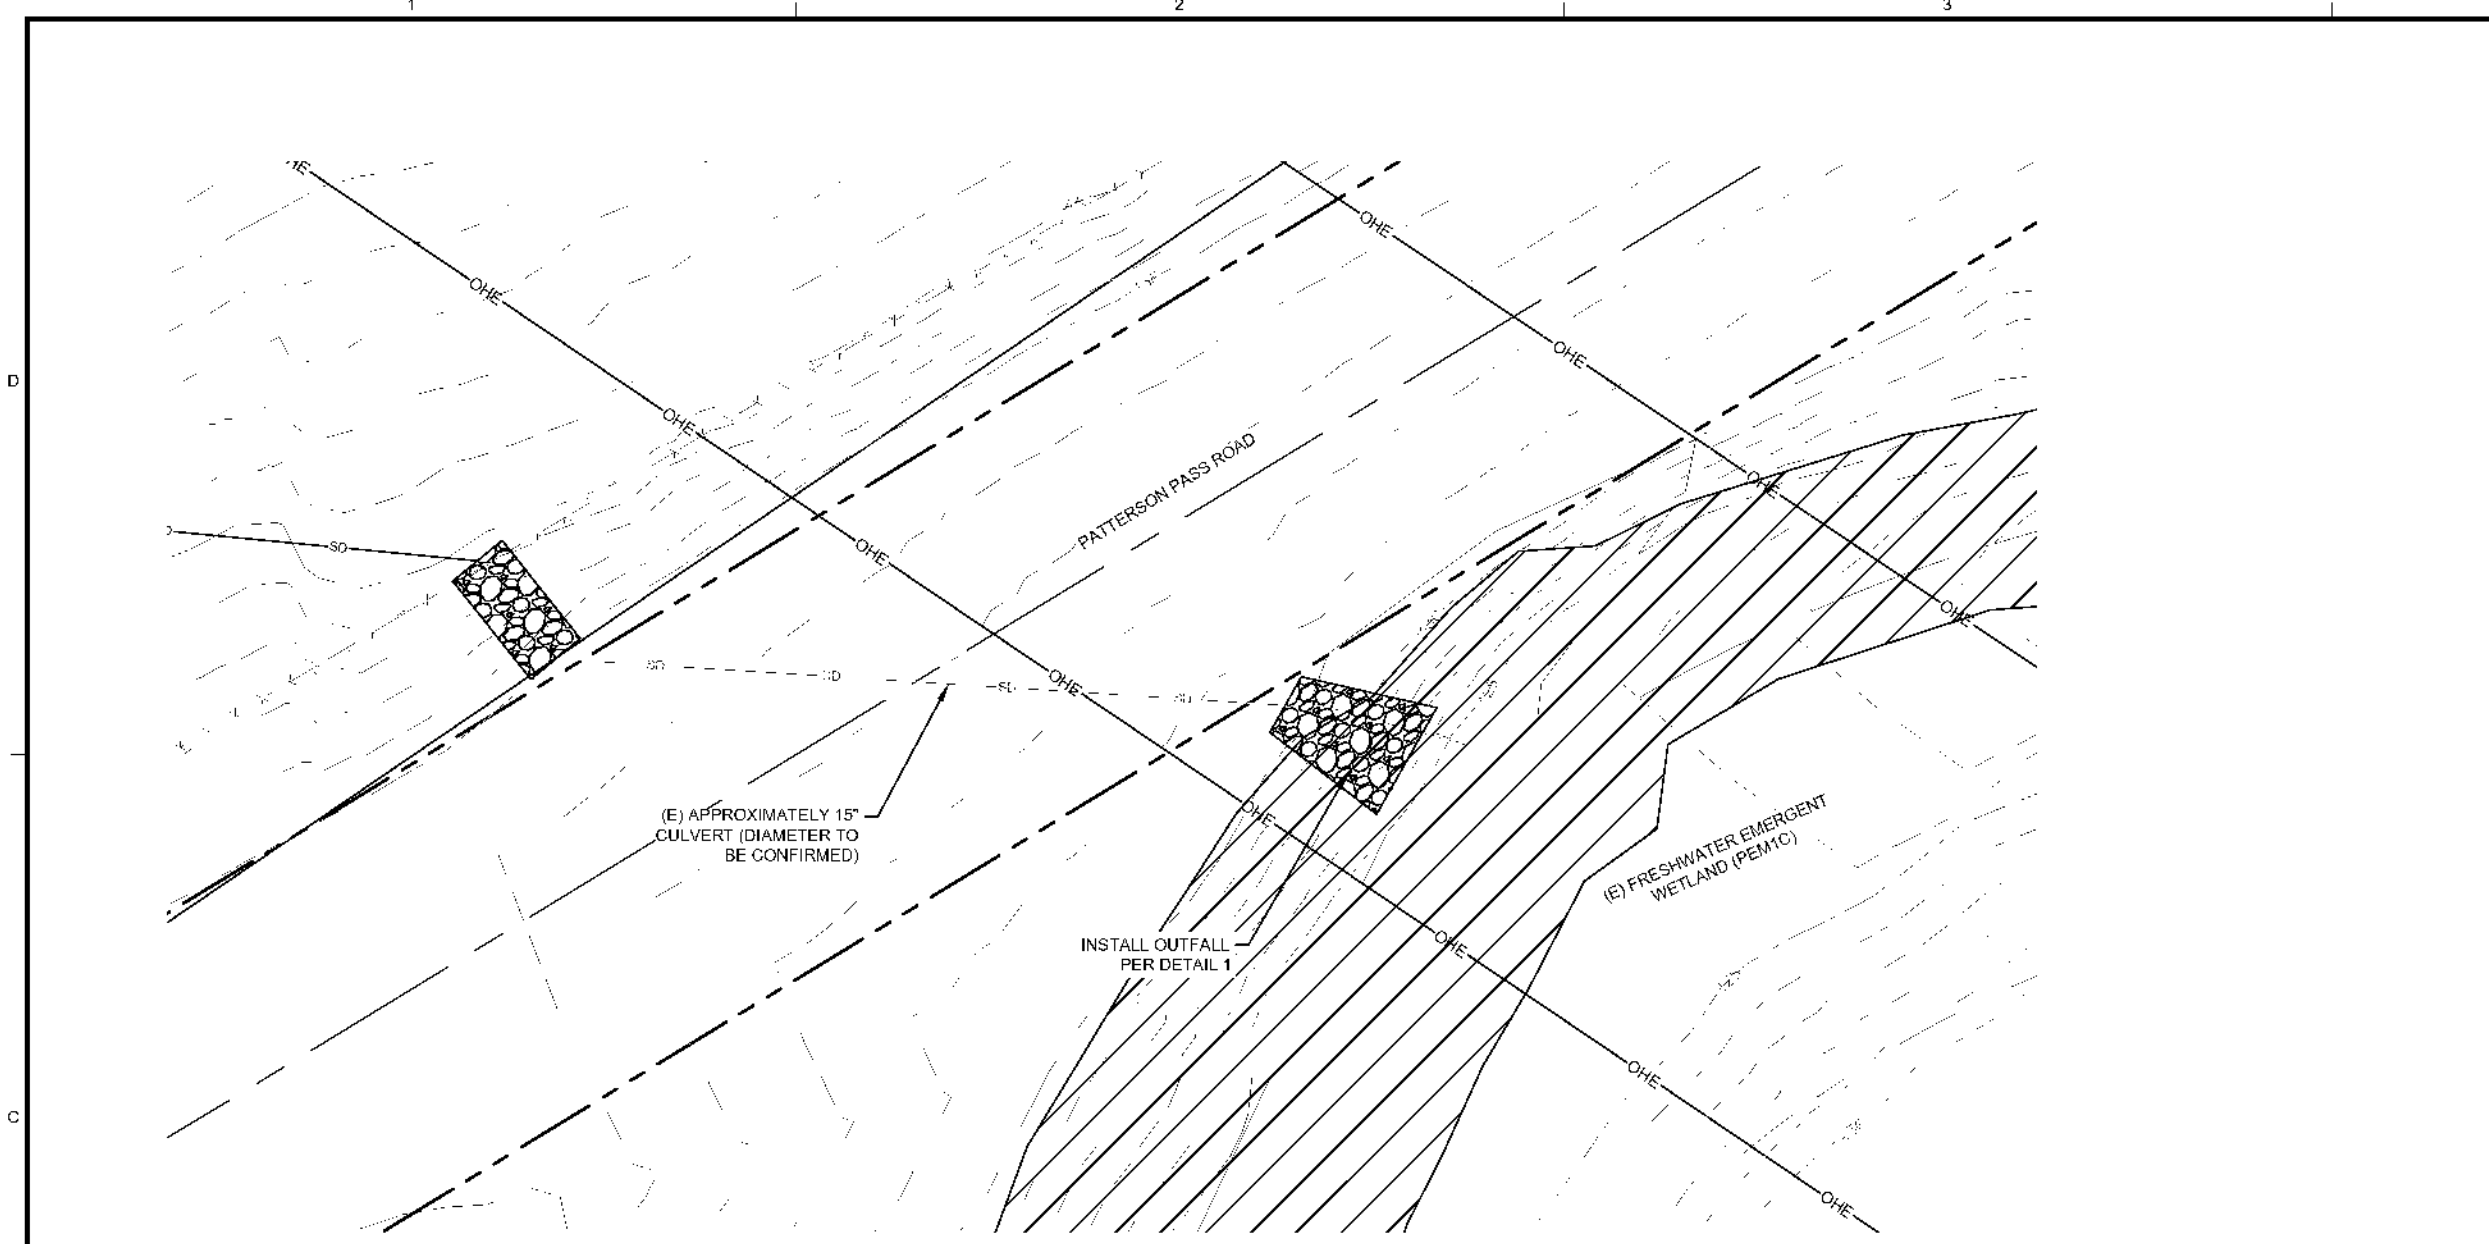 1
2
3
OHE
OHE
OHE
OHE
D
OHE
PATTERSON PASS ROAD
OHE
SD
OHE
OHE
SD
SD
SD
SD
OHE
OHE
(E) APPROXIMATELY 15"
CULVERT (DIAMETER TO
BE CONFIRMED)
(E) FRESHWATER EMERGENT
WETLAND (PEM1C)
INSTALL OUTFALL
PER DETAIL 1
OHE
OHE
C
OHE